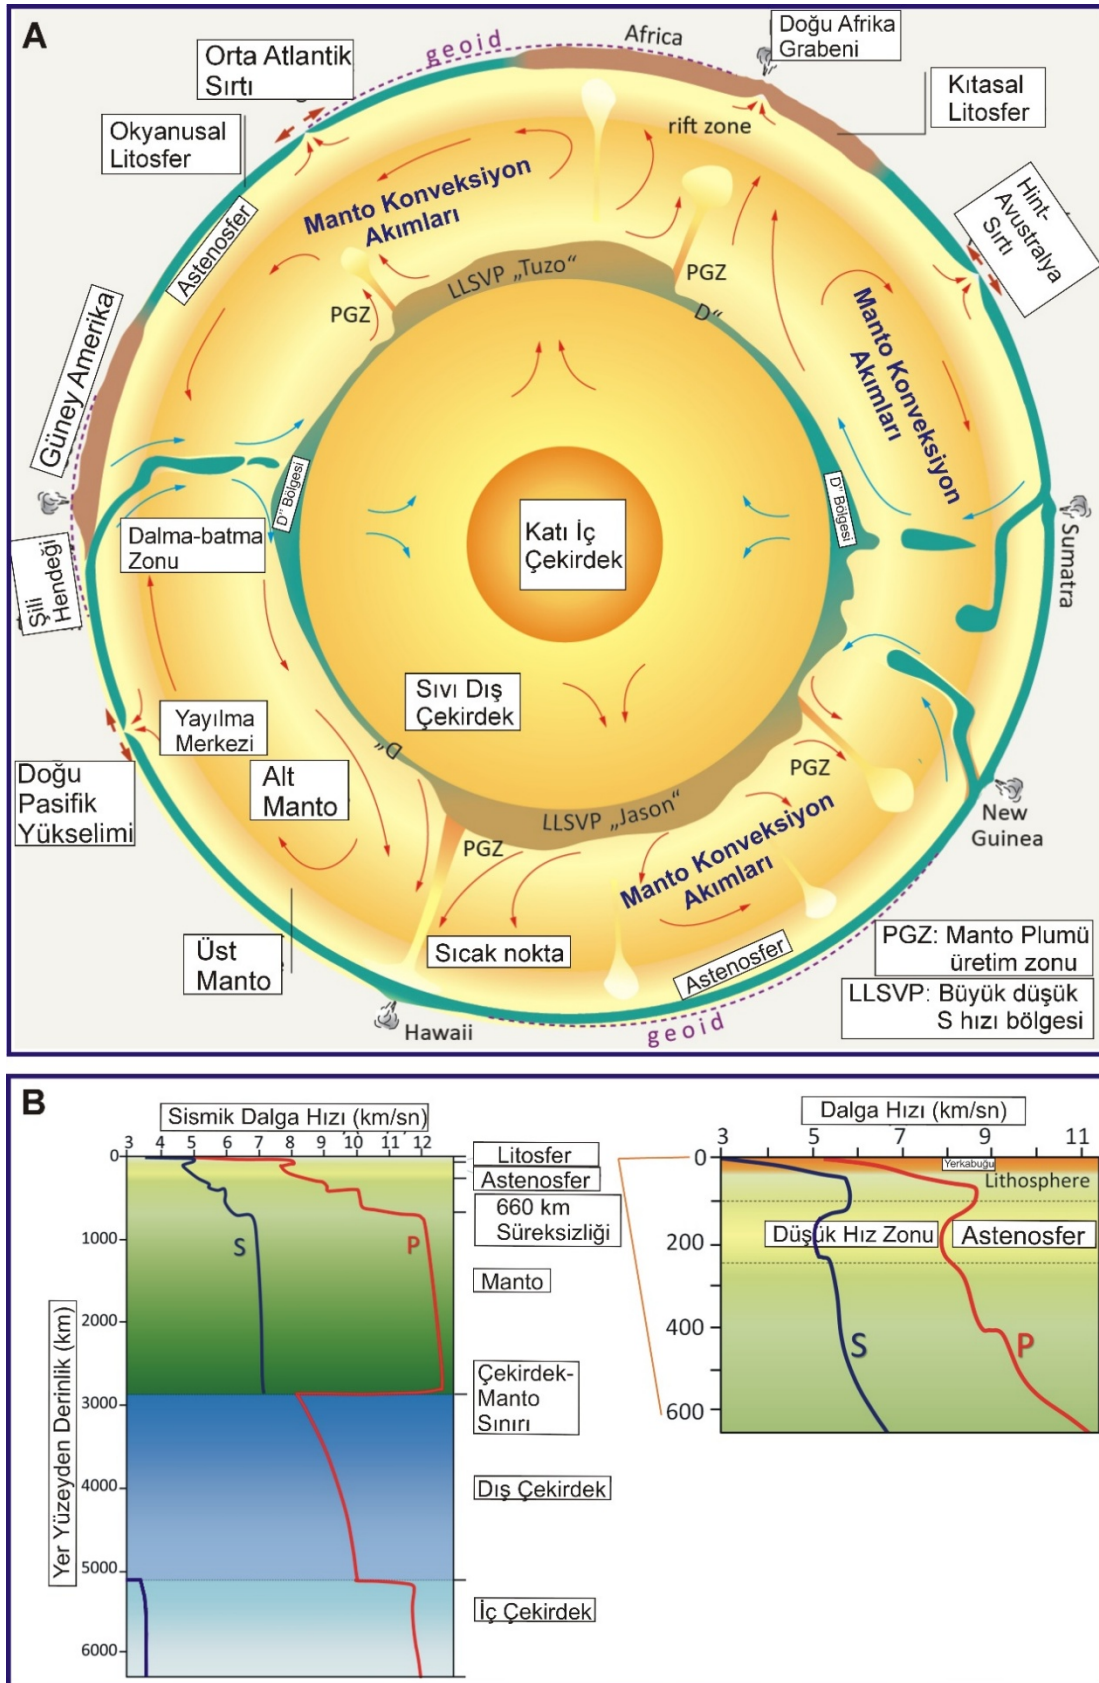 A
Orta Atlantik
Sırtı
geoid
Africa
Doğu Afrika
Grabeni
Okyanusal
Litosfer
rift zone
Kıtasal
Litosfer
Astenosfer
Manto Konveksiyon
Akımları
Hint-
Avustralya
Sırtı
PGZ
LLSVP „Tuzo“
PGZ
D“
Manto Konveksiyon
Akımları
Güney Amerika
D'' Bölgesi
D'' Bölgesi
Dalma-batma
Zonu
Katı İç
Çekirdek
Sumatra
Şili
Hendeği
Sıvı Dış
Çekirdek
Yayılma
Merkezi
D“
Doğu
Pasifik
Yükselimi
Alt
Manto
PGZ
LLSVP „Jason“
PGZ
New
Guinea
Manto Konveksiyon
Akımları
Üst
Manto
Sıcak nokta
Astenosfer
PGZ: Manto Plumü
üretim zonu
LLSVP: Büyük düşük
S hızı bölgesi
Hawaii
geoid
B
Sismik Dalga Hızı (km/sn)
3 4 5 6 7 8 9 10 11 12
0
1000
2000
3000
4000
5000
6000
Yer Yüzeyden Derinlik (km)
S
P
Litosfer
Astenosfer
660 km
Süreksizliği
Manto
Çekirdek-
Manto
Sınırı
Dış Çekirdek
İç Çekirdek
Dalga Hızı (km/sn)
3 5 7 9 11
0
200
400
600
Yerkabuğu
Lithosphere
Düşük Hız Zonu
Astenosfer
S
P